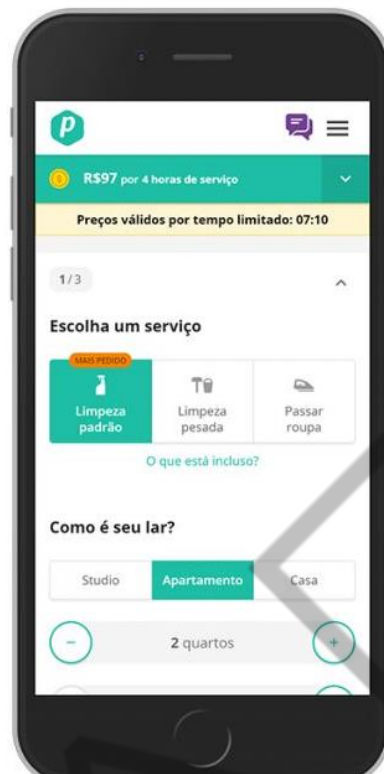 p
R$97 por 4 horas de serviço
Preços válidos por tempo limitado: 07:10
1/3
Escolha um serviço
MAIS PEDIDO
Limpeza
padrão
Limpeza
pesada
Passar
roupa
O que está incluso?
Como é seu lar?
Studio
Apartamento
Casa
−
2 quartos
+